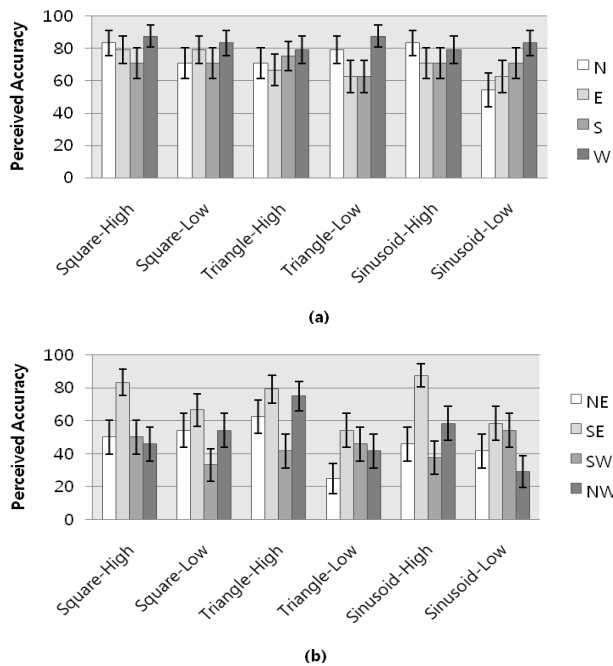 Perceived Accuracy
100
80
60
40
20
0
N
E
S
W
Square-High
Square-Low
Triangle-High
Triangle-Low
Sinusoid-High
Sinusoid-Low
(a)
Perceived Accuracy
100
80
60
40
20
0
NE
SE
SW
NW
Square-High
Square-Low
Triangle-High
Triangle-Low
Sinusoid-High
Sinusoid-Low
(b)